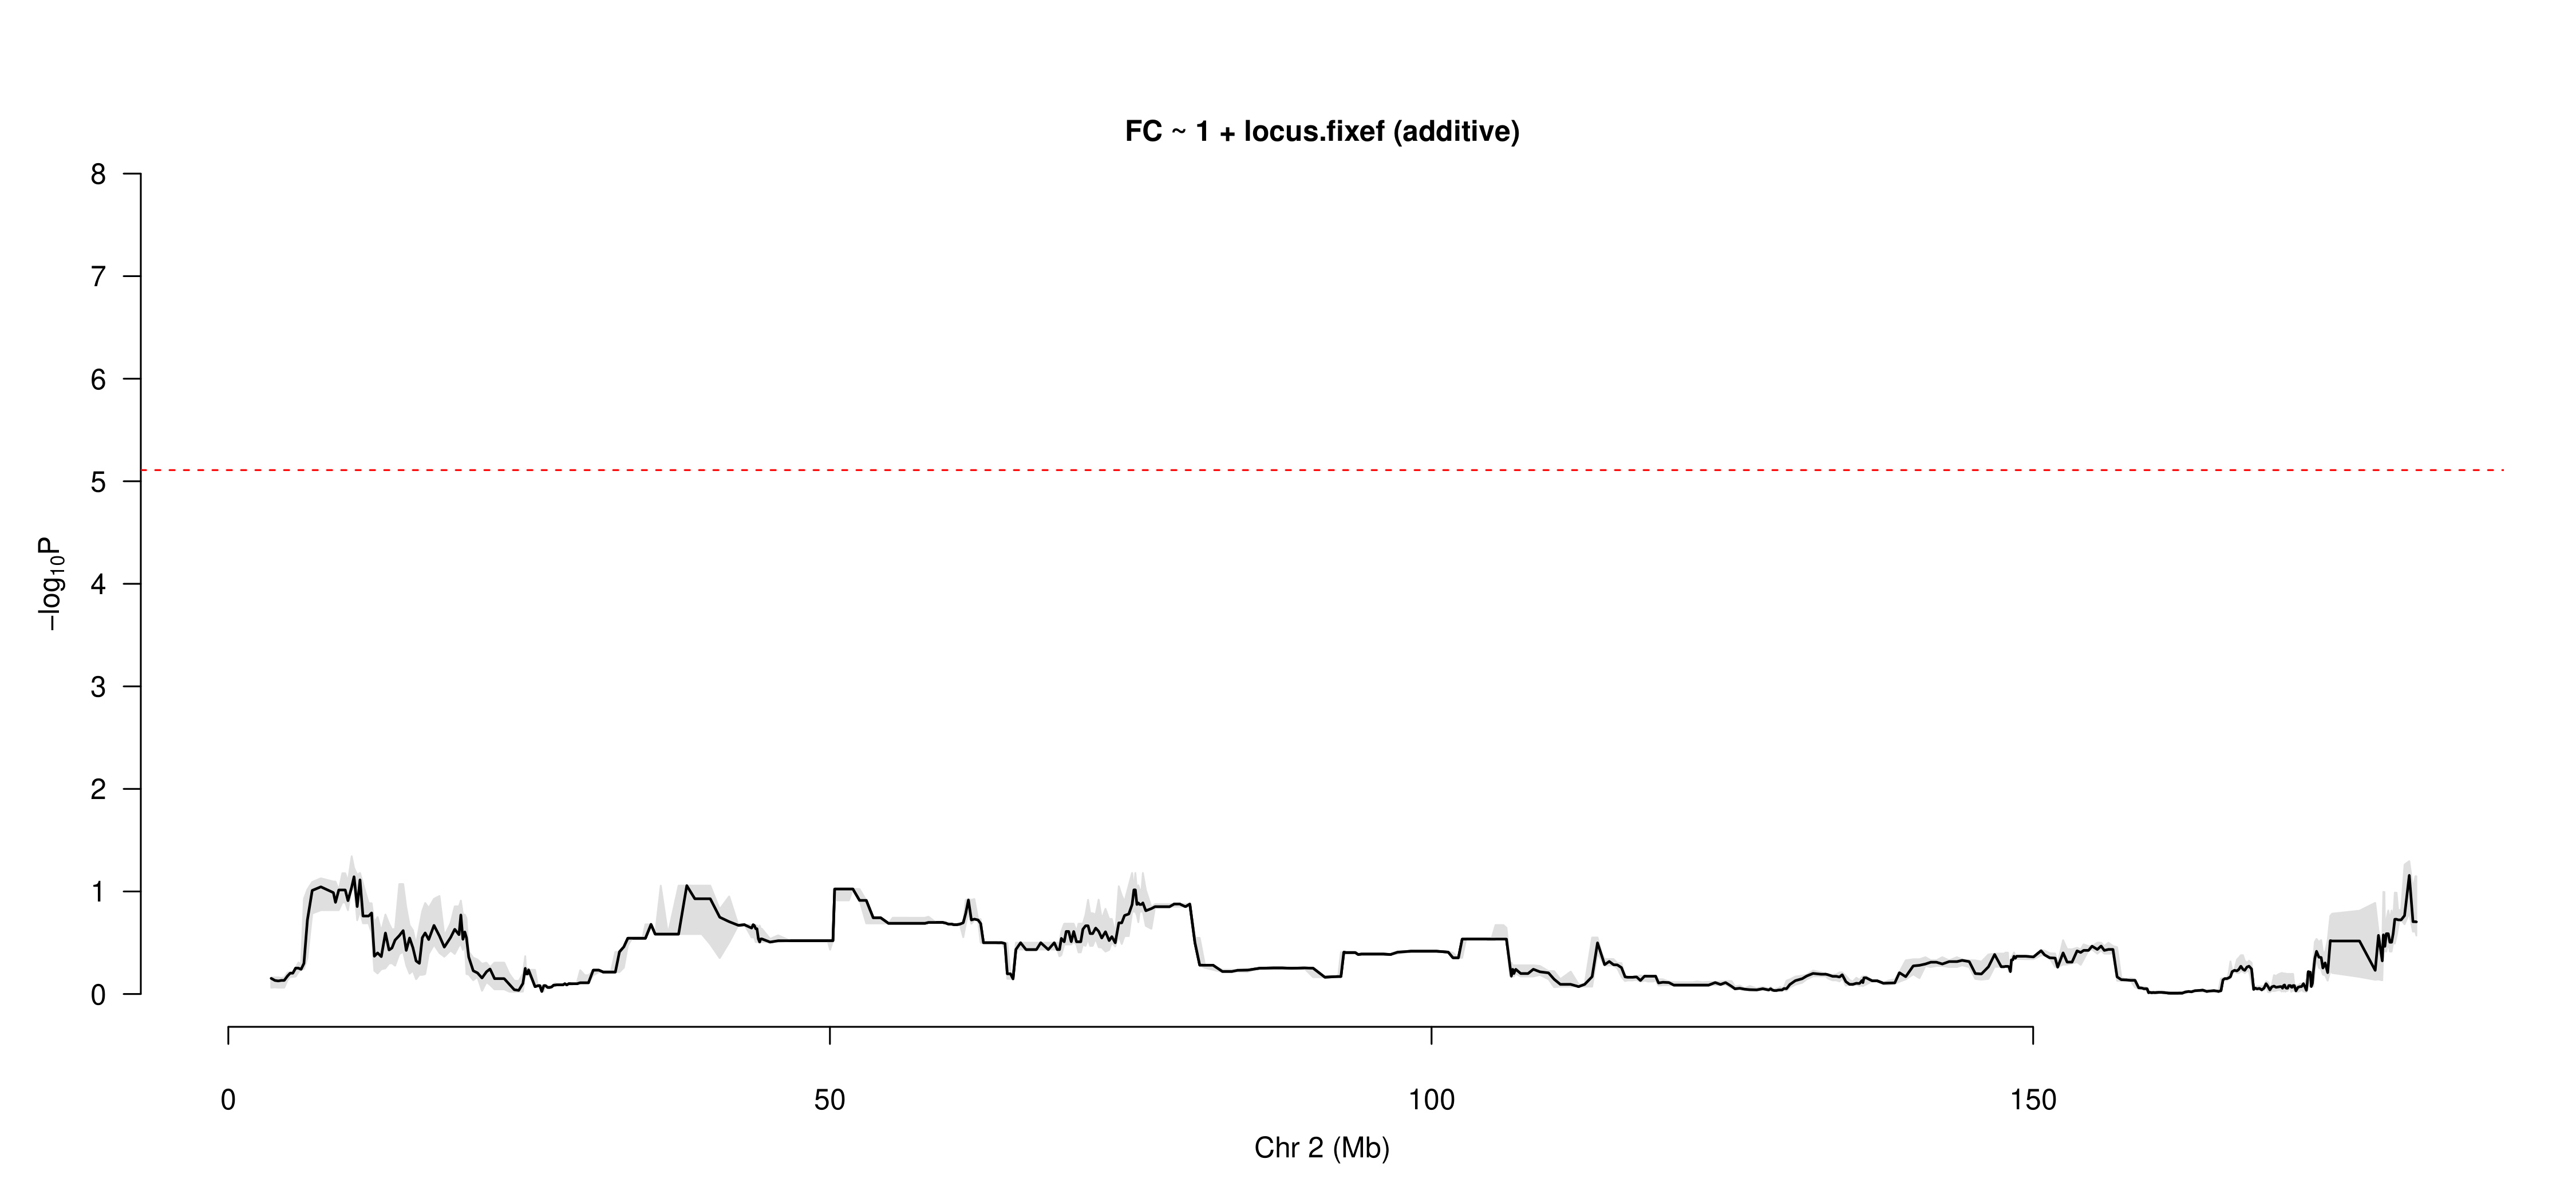 FC ~ 1 + locus.fixef (additive)
8
7
6
5
4
3
2
1
0
−log10P
0 50 100 150
Chr 2 (Mb)